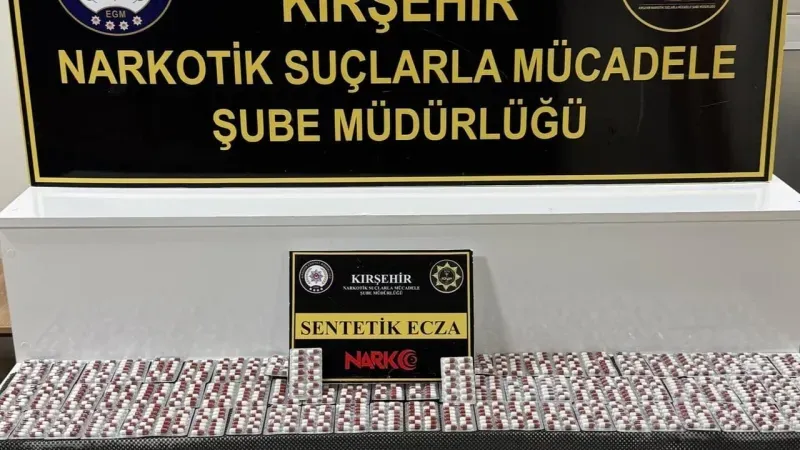 EGM
KIRŞEHİR
NARKOTİK SUÇLARLA MÜCADELE
ŞUBE MÜDÜRLÜĞÜ
KIRŞEHİR
NARKOTİK SUÇLARLA MÜCADELE
ŞUBE MÜDÜRLÜĞÜ
SENTETİK ECZA
NARKO